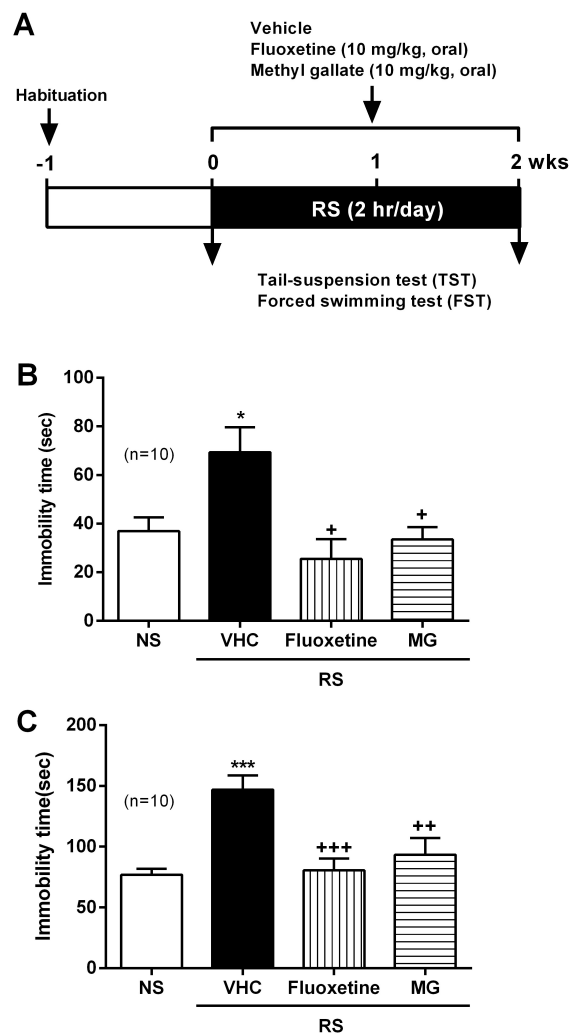 A
Vehicle
Fluoxetine (10 mg/kg, oral)
Methyl gallate (10 mg/kg, oral)
Habituation
-1 0 1 2 wks
RS (2 hr/day)
Tail-suspension test (TST)
Forced swimming test (FST)
B
Immobility time (sec)
100
80
60
40
20
0
(n=10)
*
+
+
NS VHC Fluoxetine MG
RS
C
Immobility time(sec)
200
150
100
50
0
(n=10)
***
+++
++
NS VHC Fluoxetine MG
RS